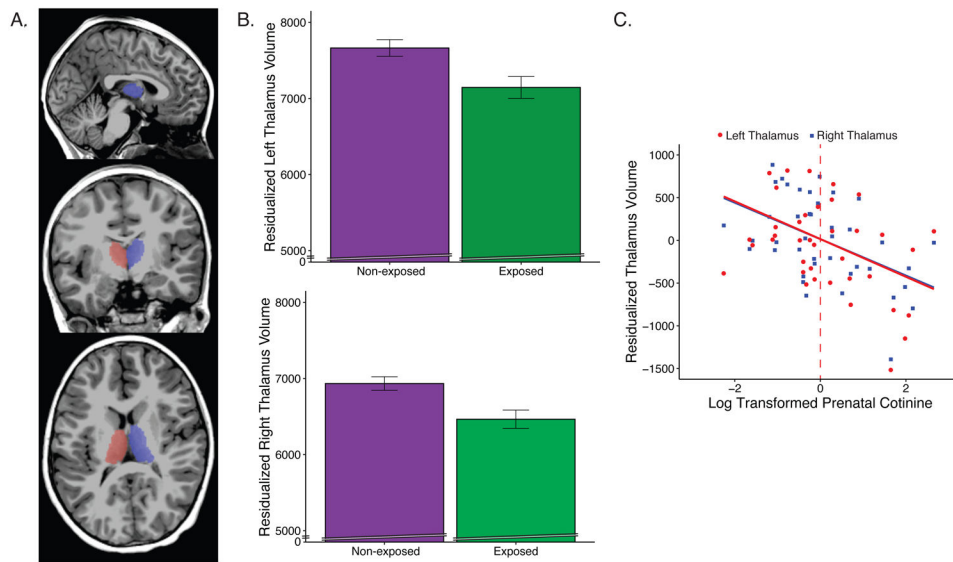 A.
B.
Residualized Left Thalamus Volume
8000
7000
6000
5000
0
Non-exposed
Exposed
Residualized Right Thalamus Volume
8000
7000
6000
5000
0
Non-exposed
Exposed
C.
Left Thalamus
Right Thalamus
Residualized Thalamus Volume
1000
500
0
−500
−1000
−1500
−2
0
2
Log Transformed Prenatal Cotinine